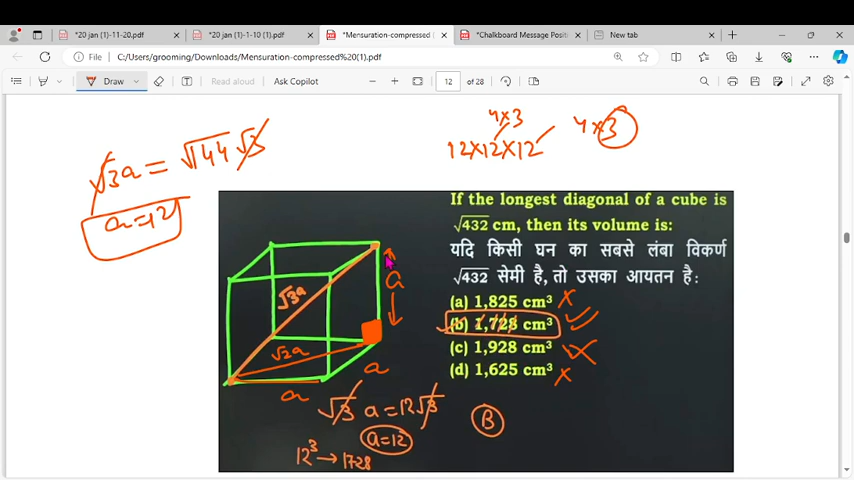 *20 jan (1)-11-20.pdf
*20 jan (1)-1-10 (1).pdf
*Mensuration-compressed
*Chalkboard Message Posit
New tab
File
C:/Users/grooming/Downloads/Mensuration-compressed%20(1).pdf
Draw
Read aloud
Ask Copilot
12
of 28
√3a = √144 √3
a=12
4×3
12×12×12
4×3
If the longest diagonal of a cube is
√432 cm, then its volume is:
यदि किसी घन का सबसे लंबा विकर्ण
√432 सेमी है, तो उसका आयतन है:
(a) 1,825 cm³
(b) 1,728 cm³
(c) 1,928 cm³
(d) 1,625 cm³
√3a
a
√2a
a
a
√3 a = 12√3
a=12
12³ → 1728
B